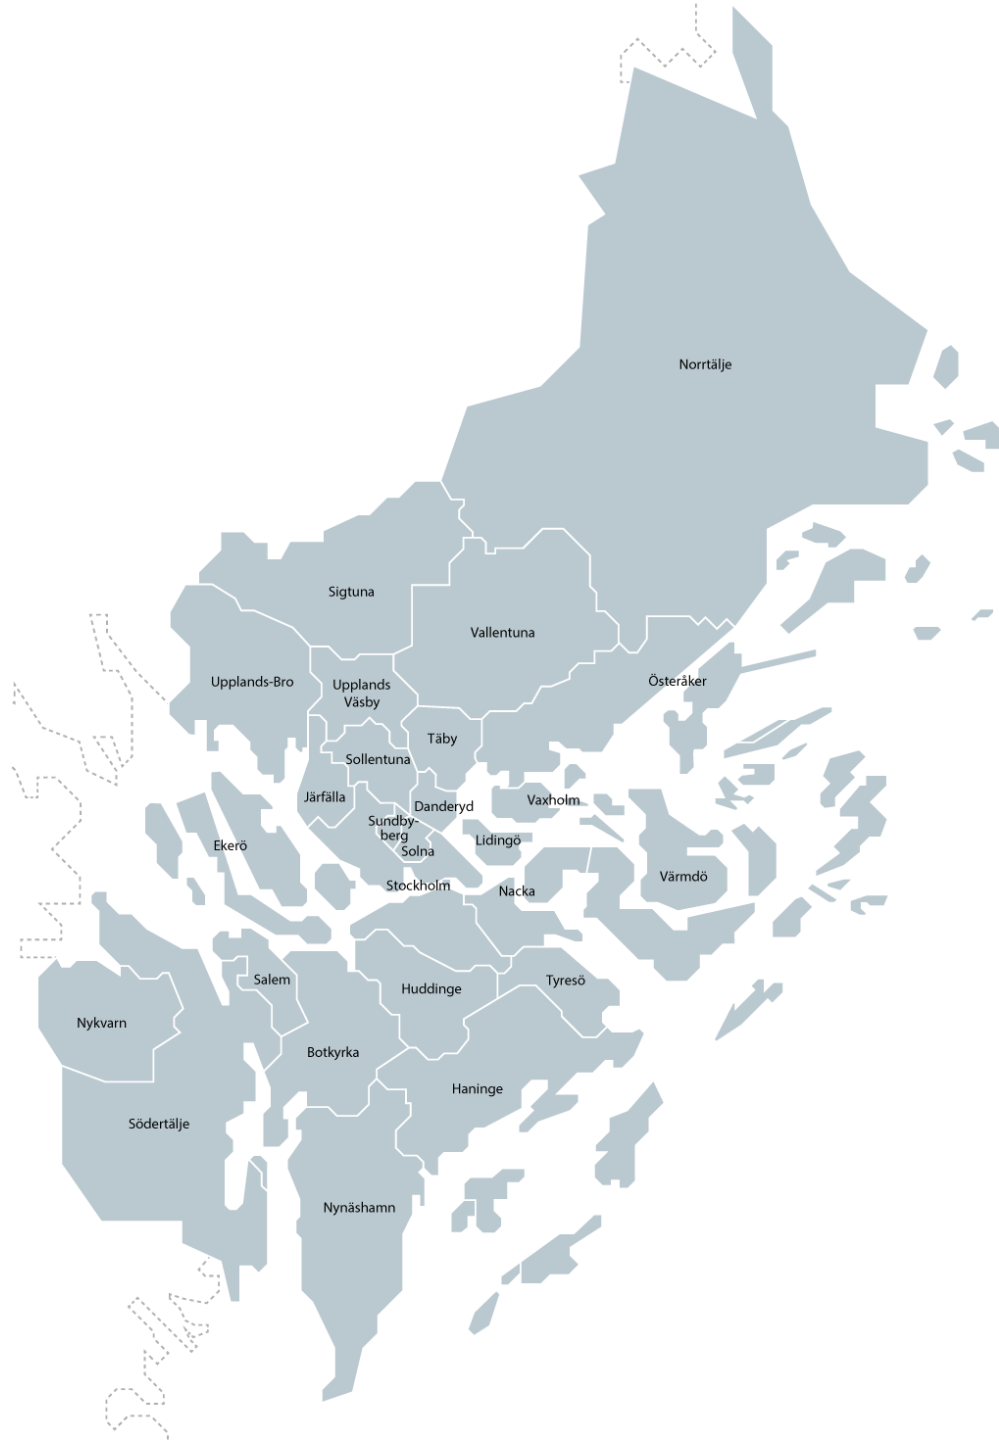 Norrtälje
Sigtuna
Vallentuna
Upplands-Bro
Upplands
Väsby
Österåker
Täby
Sollentuna
Järfälla
Danderyd
Vaxholm
Sundby-
berg
Ekerö
Lidingö
Solna
Stockholm
Nacka
Värmdö
Salem
Huddinge
Tyresö
Nykvarn
Botkyrka
Haninge
Södertälje
Nynäshamn